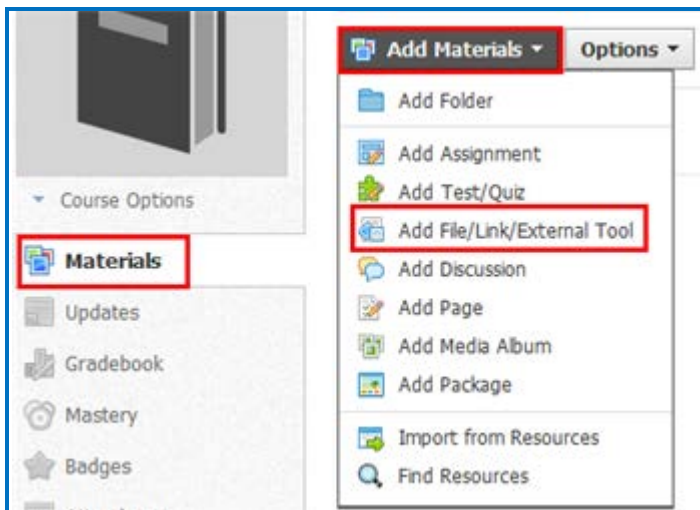 Add Materials
Options
Add Folder
Add Assignment
Add Test/Quiz
Add File/Link/External Tool
Add Discussion
Add Page
Add Media Album
Add Package
Import from Resources
Find Resources
Course Options
Materials
Updates
Gradebook
Mastery
Badges